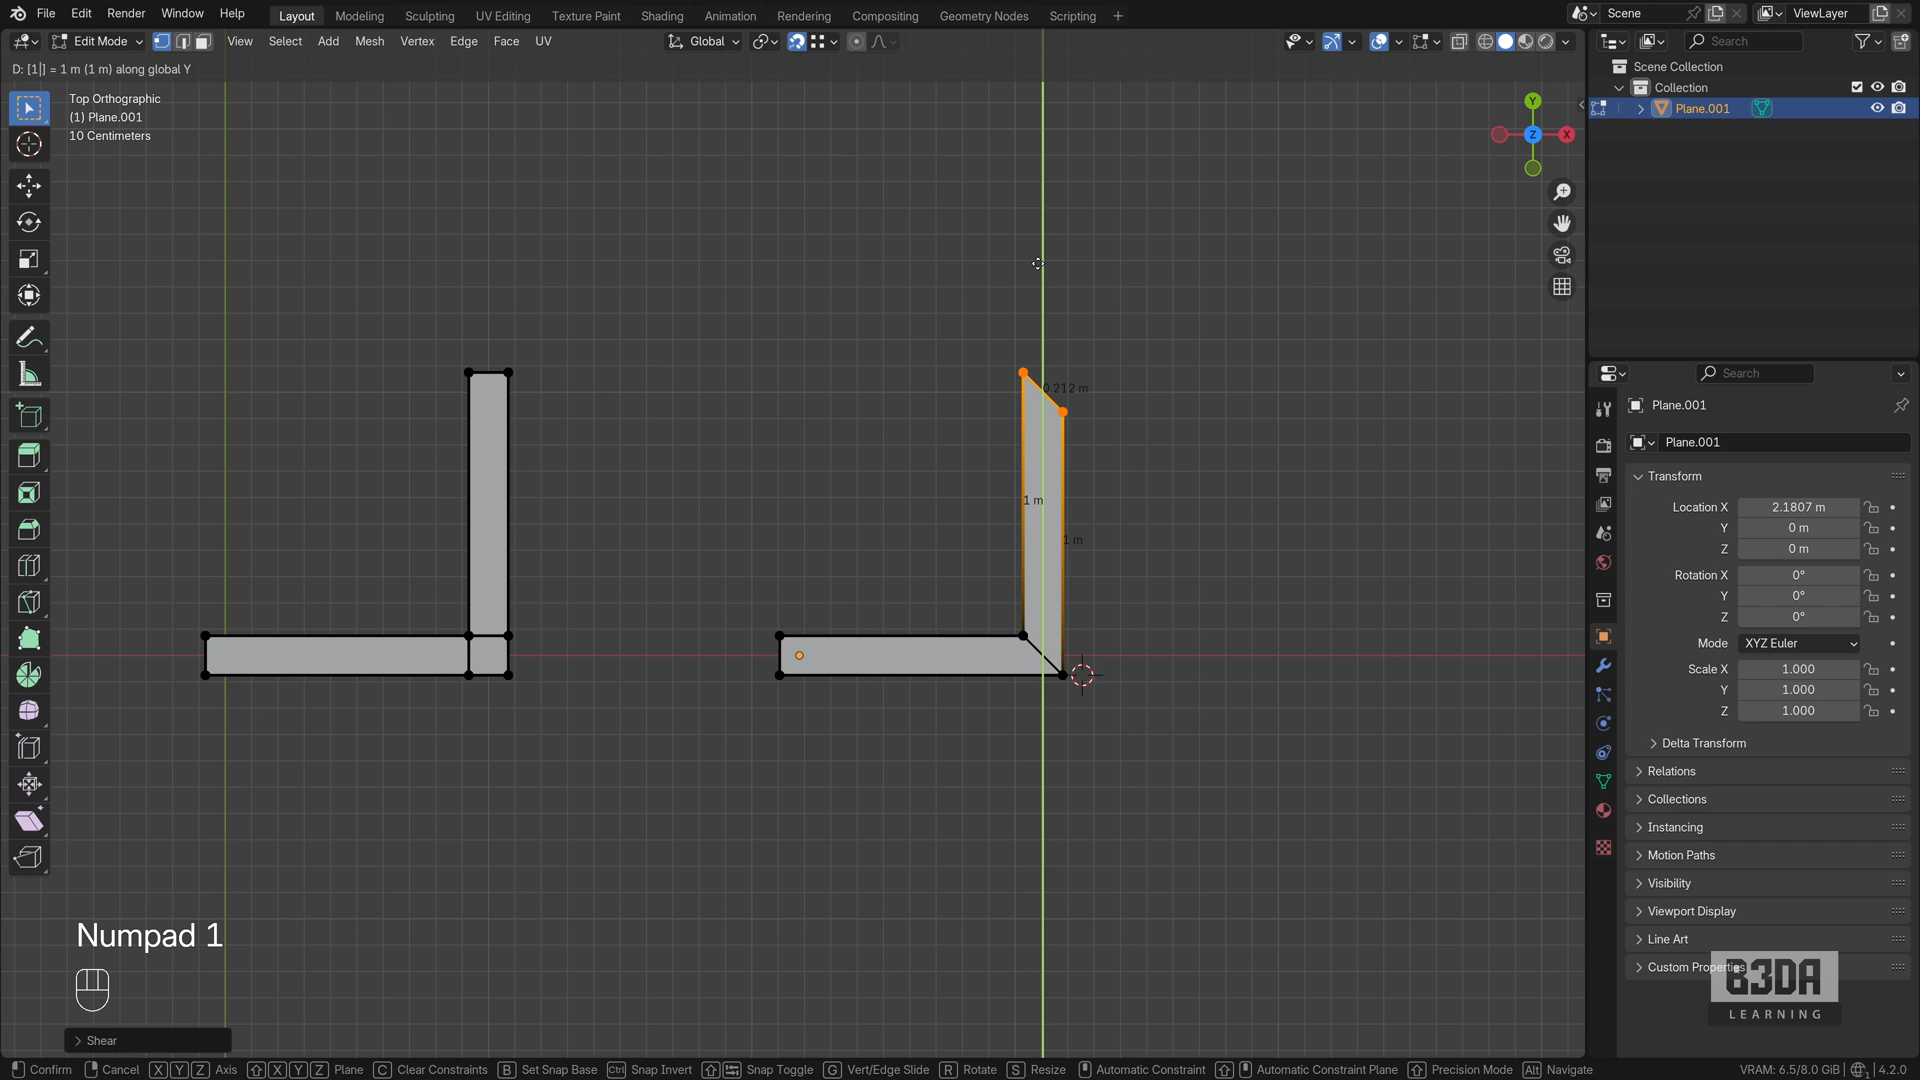 File Edit Render Window Help Layout Modeling Sculpting UV Editing Texture Paint Shading Animation Rendering Compositing Geometry Nodes Scripting + Scene ViewLayer
Edit Mode View Select Add Mesh Vertex Edge Face UV Global Search
D: [1|] = 1 m (1 m) along global Y
Scene Collection
Collection
Plane.001
Top Orthographic
(1) Plane.001
10 Centimeters
Y
Z
X
0.212 m
1 m
1 m
Search
Plane.001
Plane.001
Transform
Location X 2.1807 m
Y 0 m
Z 0 m
Rotation X 0°
Y 0°
Z 0°
Mode XYZ Euler
Scale X 1.000
Y 1.000
Z 1.000
Delta Transform
Relations
Collections
Instancing
Motion Paths
Visibility
Viewport Display
Line Art
Custom Properties
B3DA
LEARNING
Numpad 1
Shear
Confirm Cancel X Y Z Axis X Y Z Plane C Clear Constraints B Set Snap Base Ctrl Snap Invert Snap Toggle G Vert/Edge Slide R Rotate S Resize Automatic Constraint Automatic Constraint Plane Precision Mode Alt Navigate VRAM: 6.5/8.0 GiB 1 4.2.0